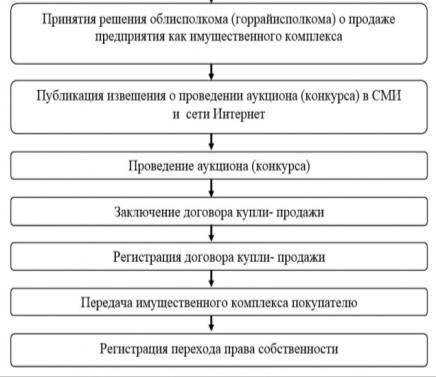 Принятия решения облисполкома (горрайисполкома) о продаже
предприятия как имущественного комплекса
Публикация извещения о проведении аукциона (конкурса) в СМИ
и сети Интернет
Проведение аукциона (конкурса)
Заключение договора купли- продажи
Регистрация договора купли- продажи
Передача имущественного комплекса покупателю
Регистрация перехода права собственности